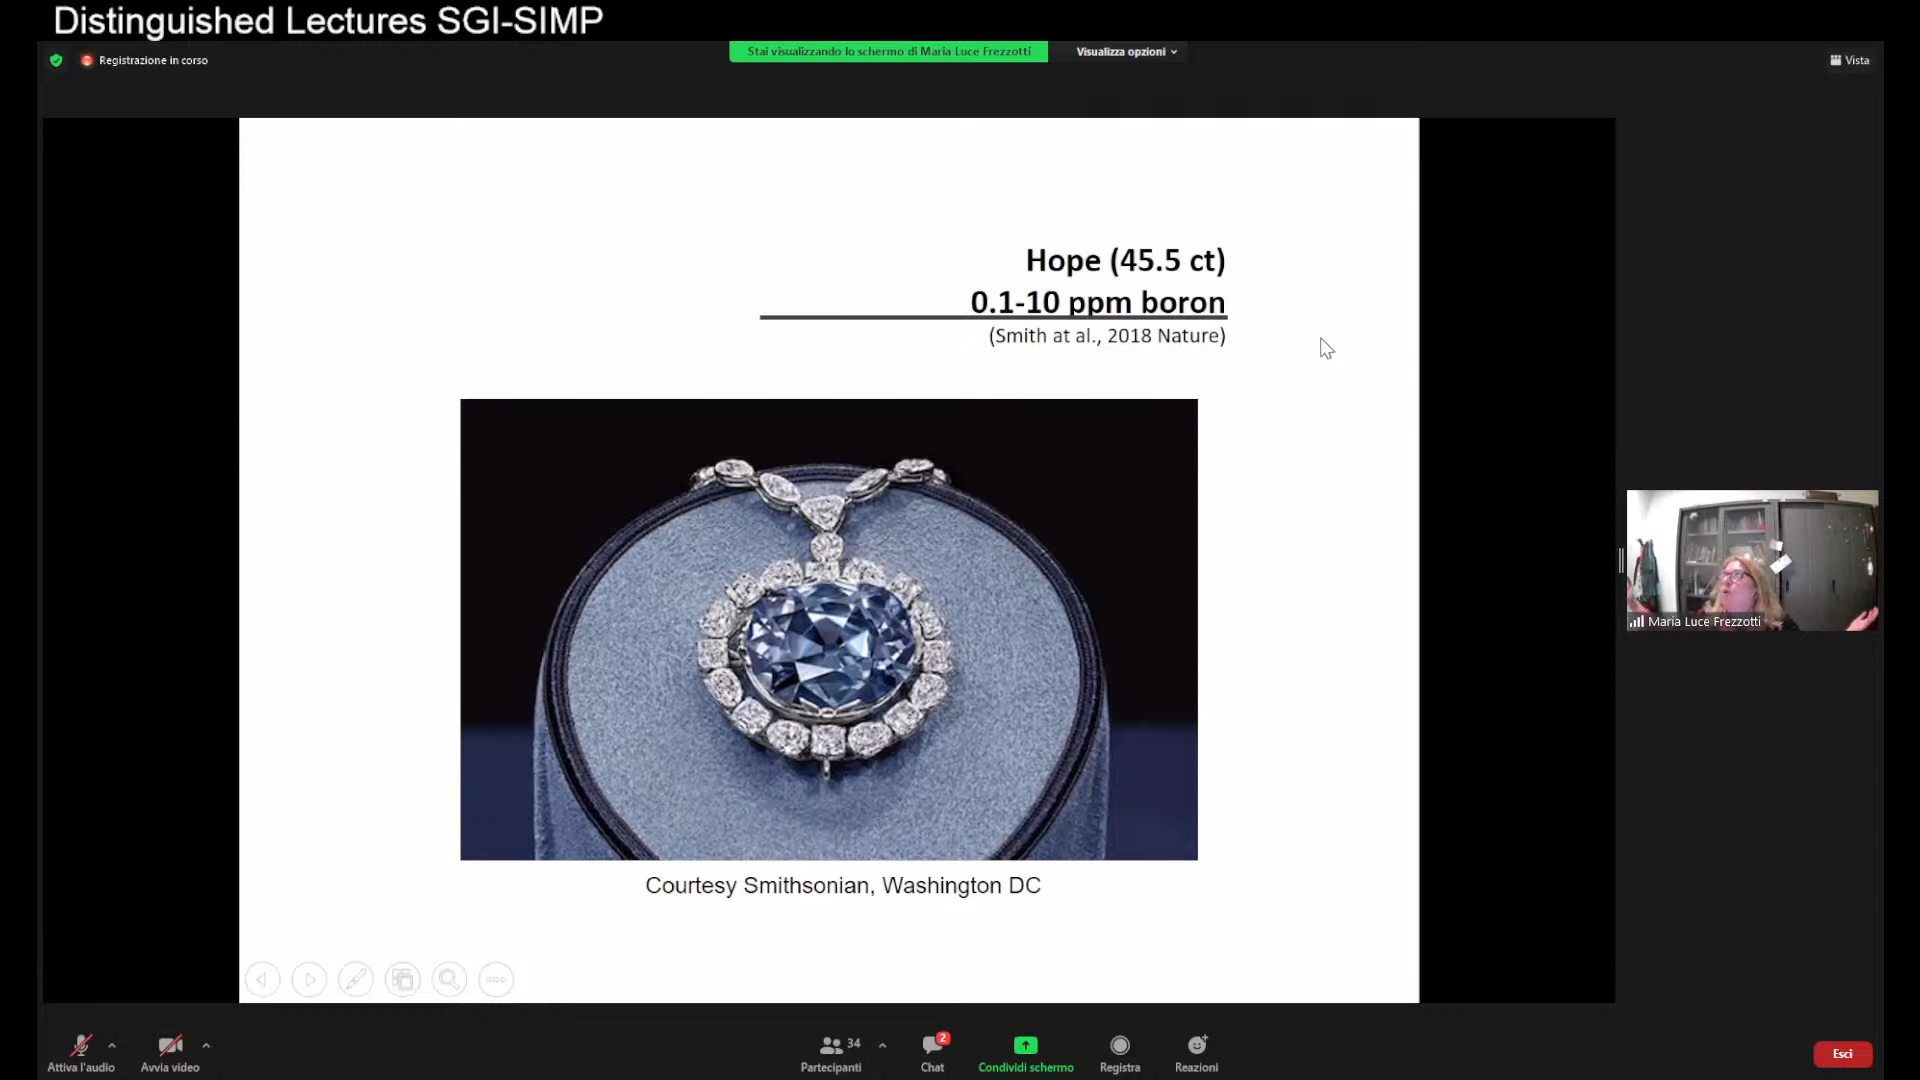 Distinguished Lectures SGI-SIMP
Stai visualizzando lo schermo di Maria Luce Frezzotti
Visualizza opzioni
Registrazione in corso
Vista
Hope (45.5 ct)
0.1-10 ppm boron
(Smith at al., 2018 Nature)
Maria Luce Frezzotti
Courtesy Smithsonian, Washington DC
34
2
Attiva l'audio
Avvia video
Partecipanti
Chat
Condividi schermo
Registra
Reazioni
Esci